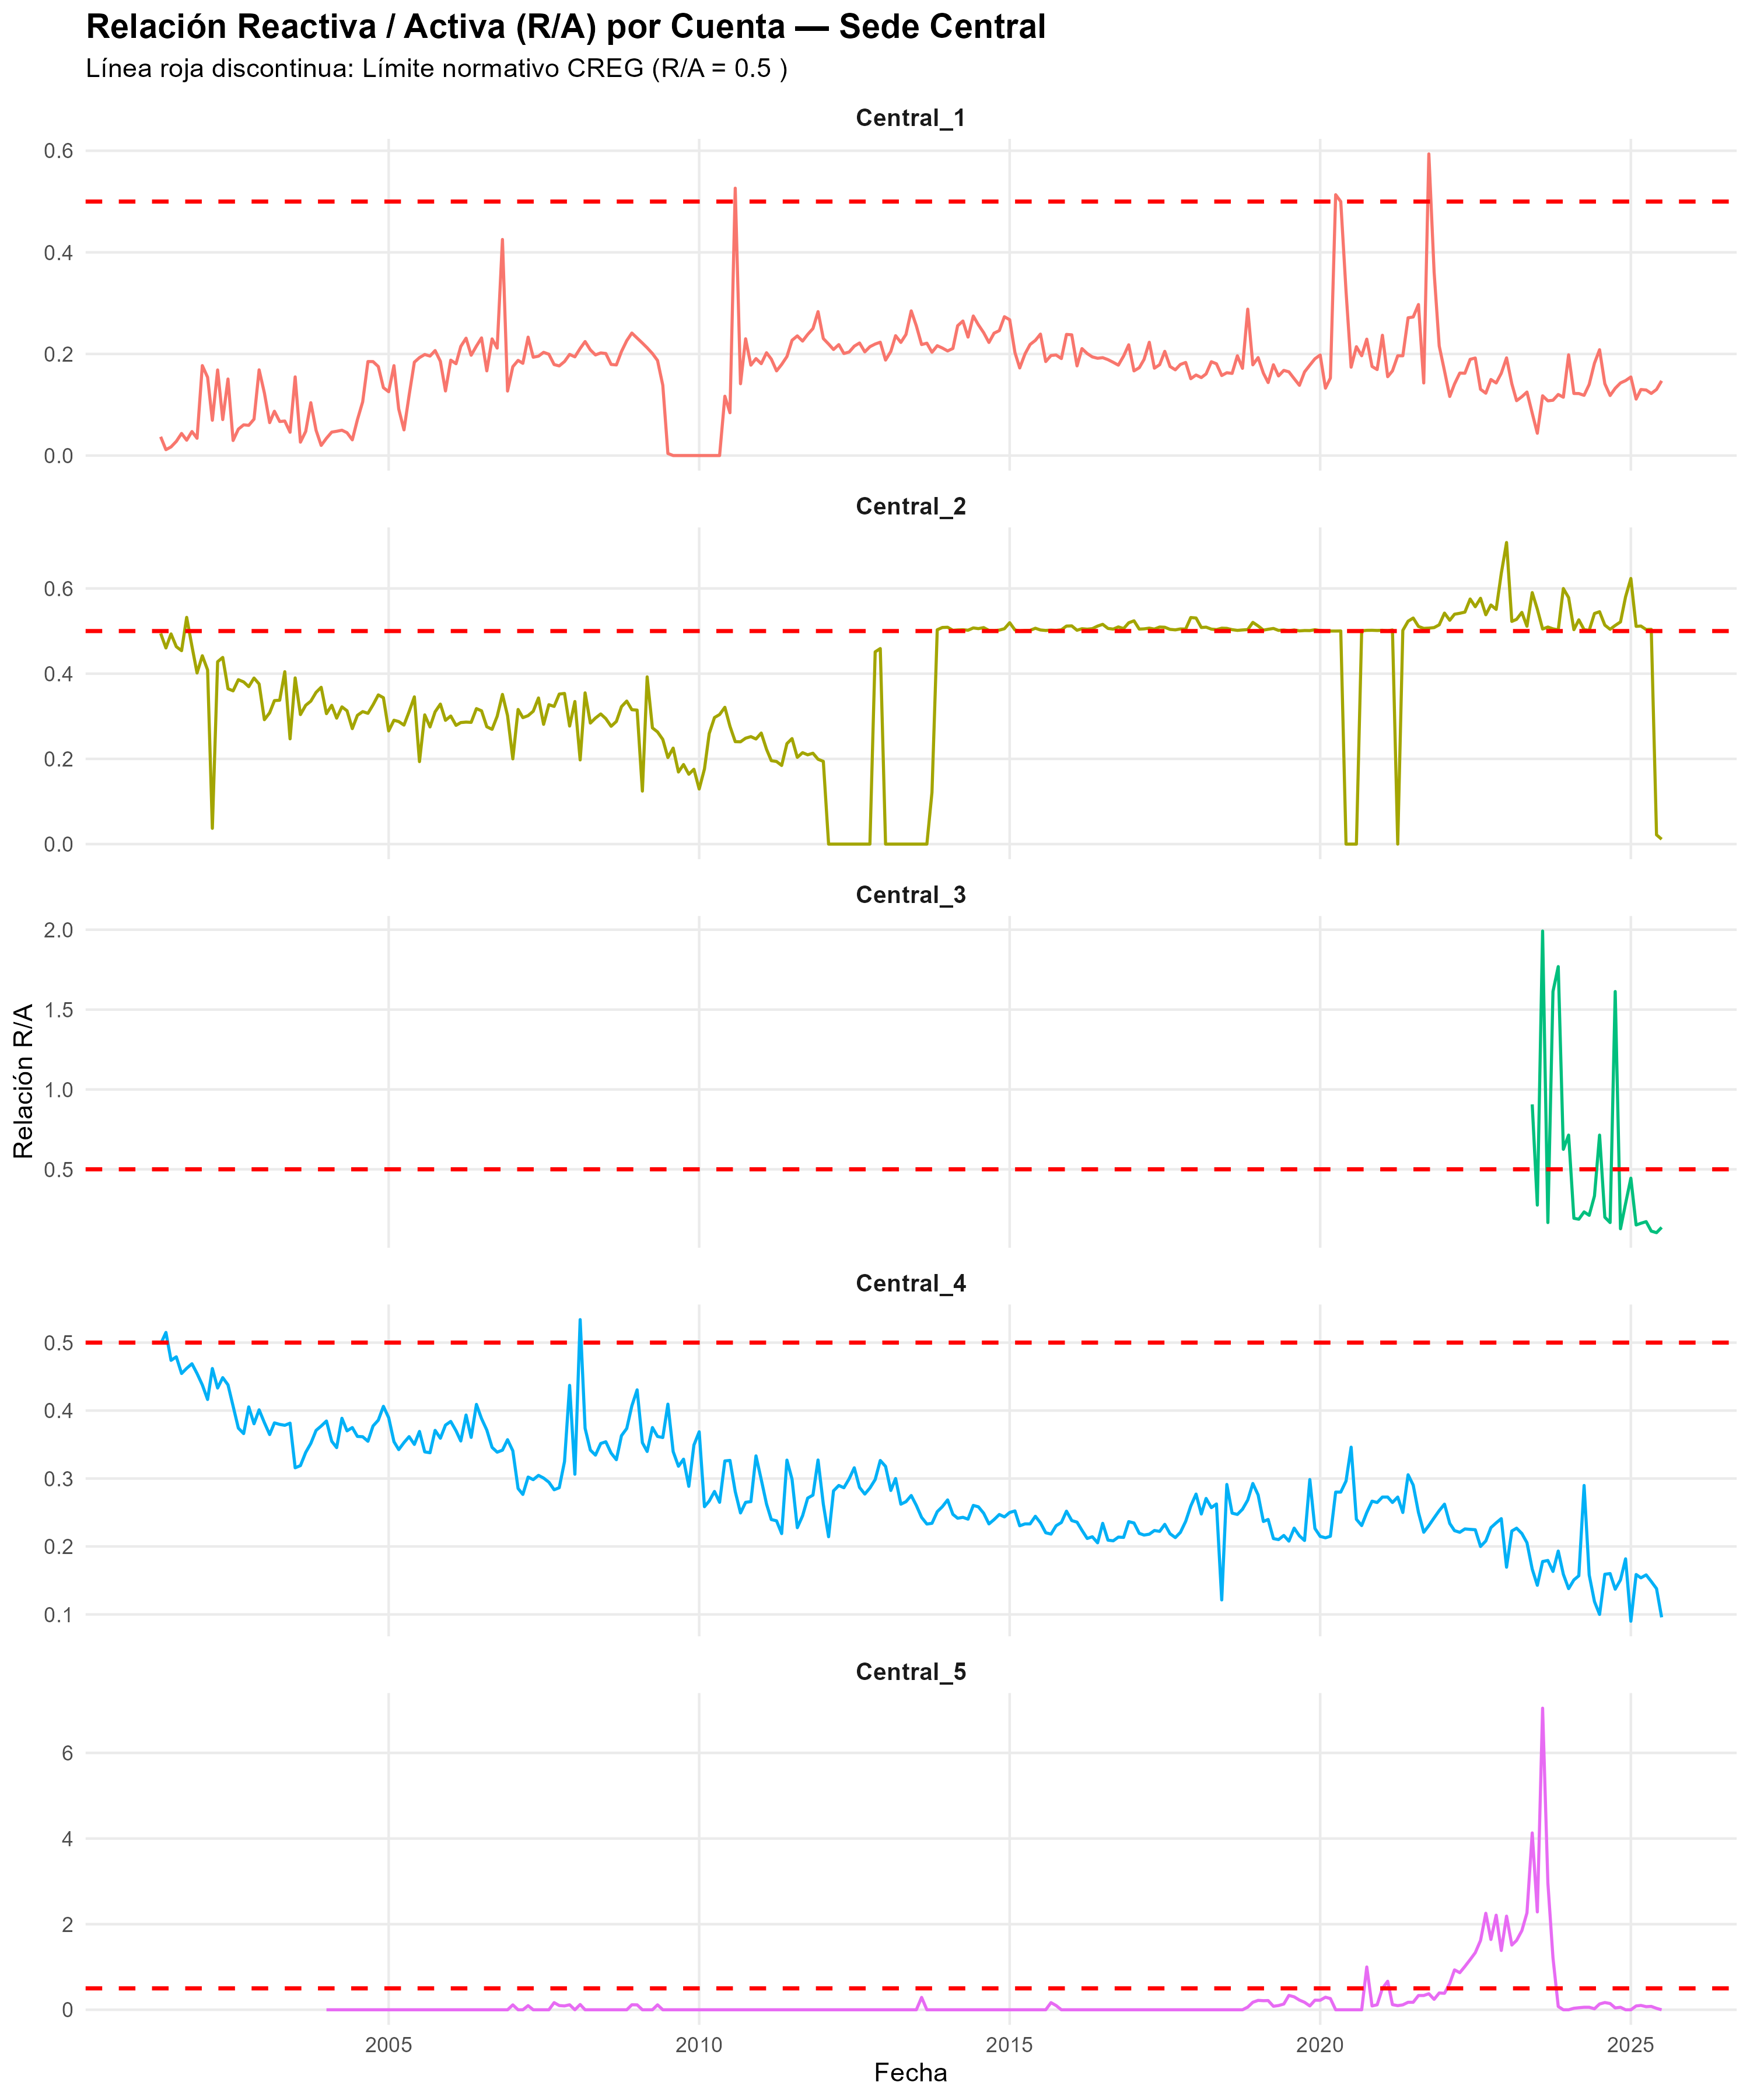 Relación Reactiva / Activa (R/A) por Cuenta — Sede Central
Línea roja discontinua: Límite normativo CREG (R/A = 0.5 )
Central_1
0.6
0.4
0.2
0.0
Central_2
0.6
0.4
0.2
0.0
Central_3
2.0
1.5
1.0
0.5
Relación R/A
Central_4
0.5
0.4
0.3
0.2
0.1
Central_5
6
4
2
0
2005 2010 2015 2020 2025
Fecha